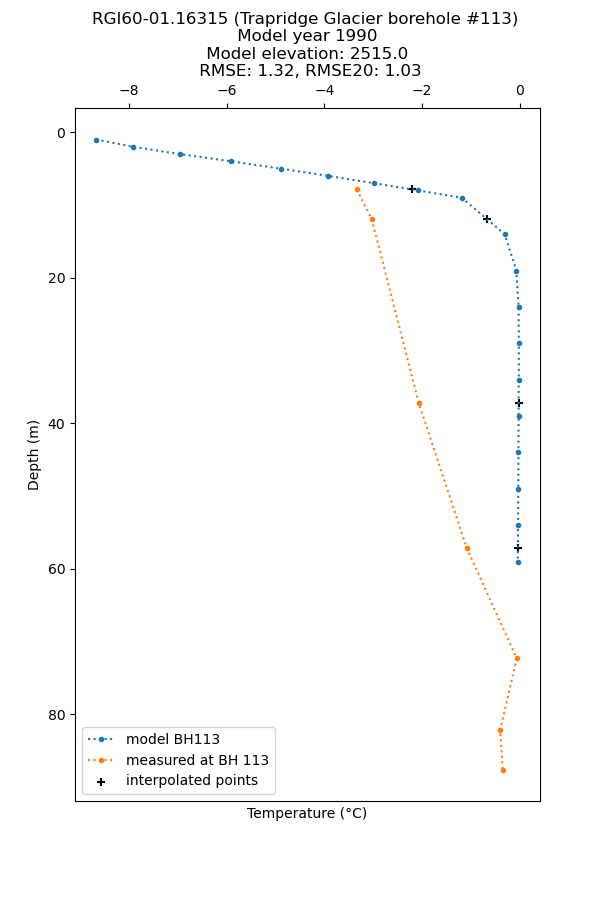 RGI60-01.16315 (Trapridge Glacier borehole #113)
Model year 1990
Model elevation: 2515.0
RMSE: 1.32, RMSE20: 1.03
−8 −6 −4 −2 0
0
20
40
60
80
Depth (m)
model BH113
measured at BH 113
interpolated points
Temperature (°C)